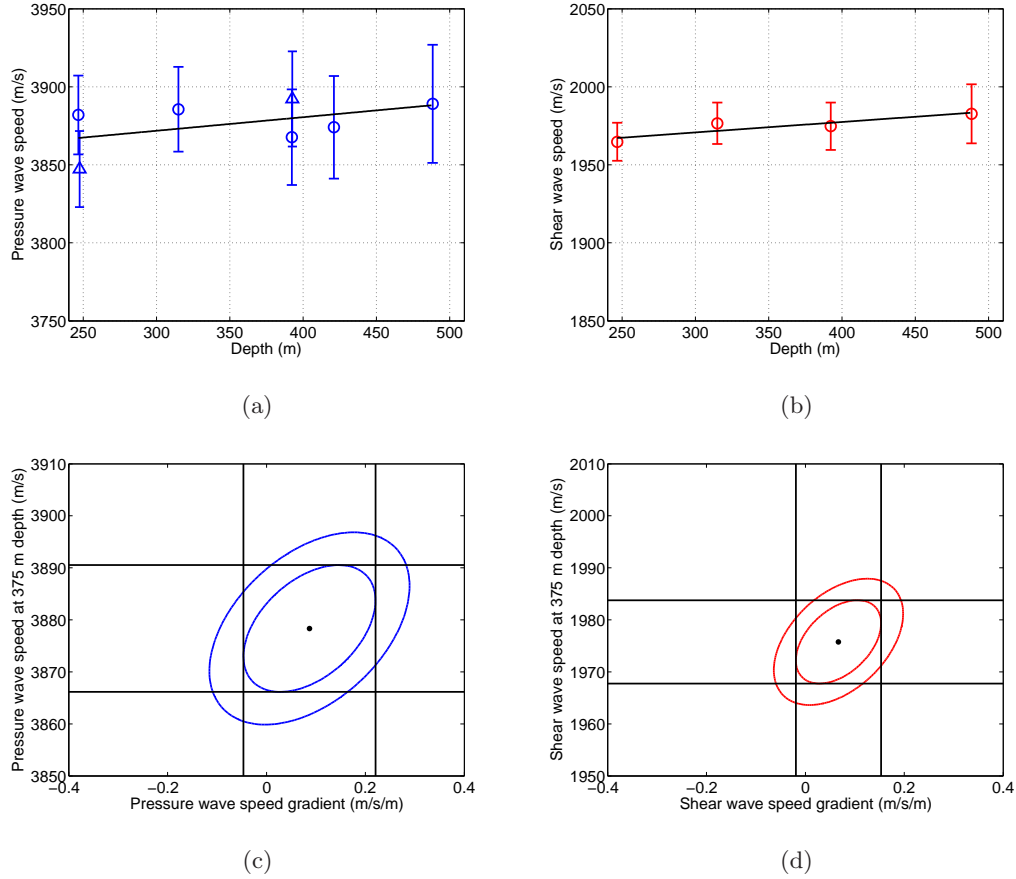 3950
3900
3850
3800
3750
Pressure wave speed (m/s)
250 300 350 400 450 500
Depth (m)
(a)
2050
2000
1950
1900
1850
Shear wave speed (m/s)
250 300 350 400 450 500
Depth (m)
(b)
3910
3900
3890
3880
3870
3860
3850
Pressure wave speed at 375 m depth (m/s)
−0.4 −0.2 0 0.2 0.4
Pressure wave speed gradient (m/s/m)
(c)
2010
2000
1990
1980
1970
1960
1950
Shear wave speed at 375 m depth (m/s)
−0.4 −0.2 0 0.2 0.4
Shear wave speed gradient (m/s/m)
(d)